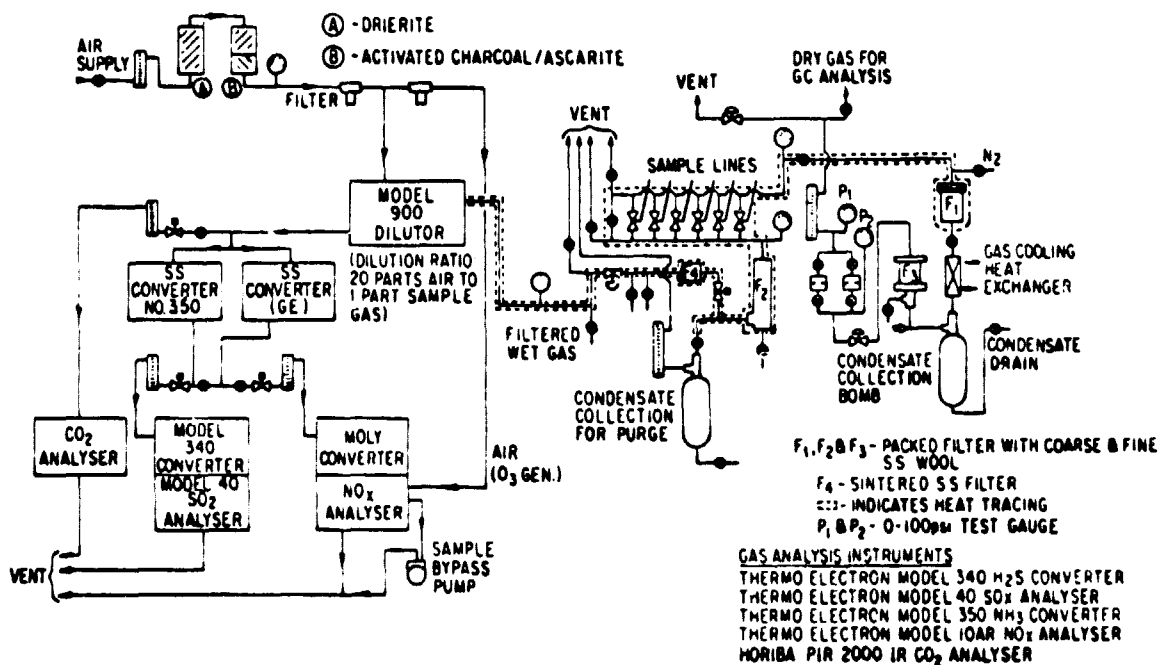 Ⓐ - DRIERITE
Ⓑ - ACTIVATED CHARCOAL/ASCARITE
AIR
SUPPLY
A
B
FILTER
VENT
DRY GAS FOR
GC ANALYSIS
VENT
SAMPLE LINES
N2
P1
F1
MODEL
900
DILUTOR
(DILUTION RATIO
20 PARTS AIR TO
1 PART SAMPLE
GAS)
SS
CONVERTER
NO.350
SS
CONVERTER
(GE)
F4
F2
GAS COOLING
HEAT
EXCHANGER
FILTERED
WET GAS
CONDENSATE
COLLECTION
BOMB
CONDENSATE
DRAIN
CONDENSATE
COLLECTION
FOR PURGE
CO2
ANALYSER
MODEL
340
CONVERTER
MODEL 40
SO2
ANALYSER
MOLY
CONVERTER
NOX
ANALYSER
AIR
(O3 GEN.)
SAMPLE
BYPASS
PUMP
VENT
F1,F2 & F3 - PACKED FILTER WITH COARSE & FINE
SS WOOL
F4 - SINTERED SS FILTER
- INDICATES HEAT TRACING
P1 & P2 - 0-100psi TEST GAUGE
GAS ANALYSIS INSTRUMENTS
THERMO ELECTRON MODEL 340 H2S CONVERTER
THERMO ELECTRON MODEL 40 SOX ANALYSER
THERMO ELECTRON MODEL 350 NH3 CONVERTER
THERMO ELECTRON MODEL 10AR NOX ANALYSER
HORIBA PIR 2000 IR CO2 ANALYSER